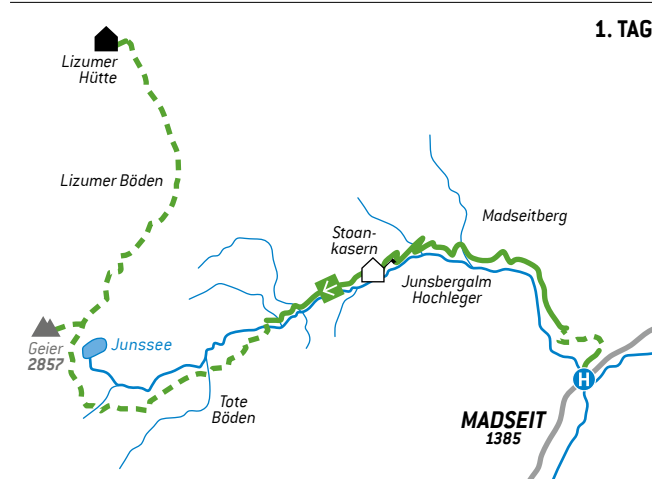 1. TAG
Lizumer
Hütte
Lizumer Böden
Madseitberg
Stoan-
kasern
Junsbergalm
Hochleger
Geier
2857
Junssee
Tote
Böden
H
MADSEIT
1385